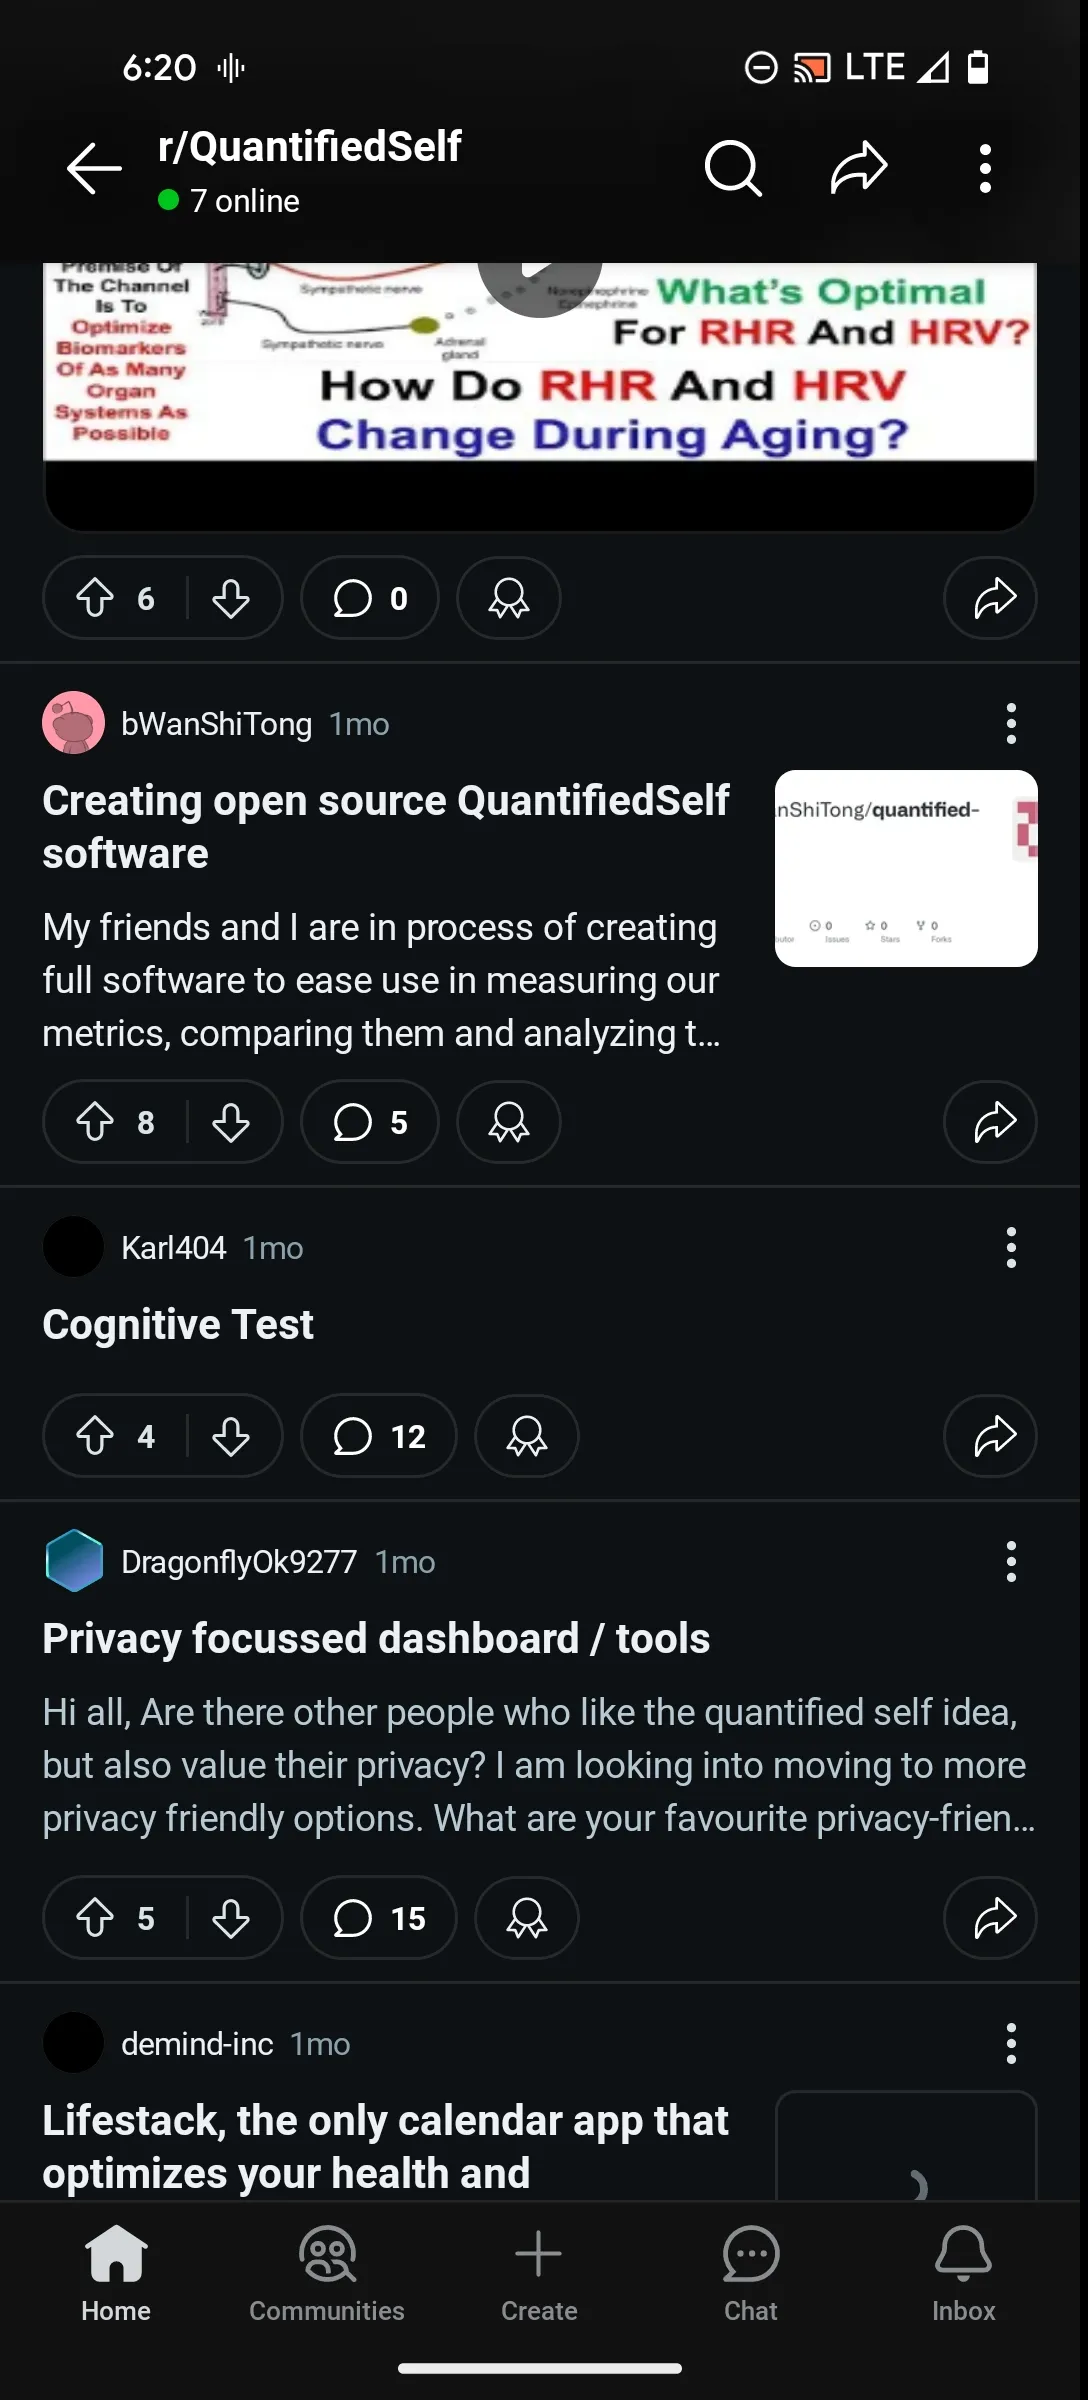 6:20
LTE
r/QuantifiedSelf
7 online
Premise Of
The Channel
Is To
Optimize
Biomarkers
Of As Many
Organ
Systems As
Possible
Sympathetic nerve
Norepinephrine
Epinephrine
Sympathetic nerve
Adrenal
gland
What's Optimal
For RHR And HRV?
How Do RHR And HRV
Change During Aging?
6
0
bWanShiTong 1mo
Creating open source QuantifiedSelf
software
My friends and I are in process of creating
full software to ease use in measuring our
metrics, comparing them and analyzing t...
nShiTong/quantified-
0 0 0
butor Issues Stars Forks
8
5
Karl404 1mo
Cognitive Test
4
12
DragonflyOk9277 1mo
Privacy focussed dashboard / tools
Hi all, Are there other people who like the quantified self idea,
but also value their privacy? I am looking into moving to more
privacy friendly options. What are your favourite privacy-frien...
5
15
demind-inc 1mo
Lifestack, the only calendar app that
optimizes your health and
Home
Communities
Create
Chat
Inbox